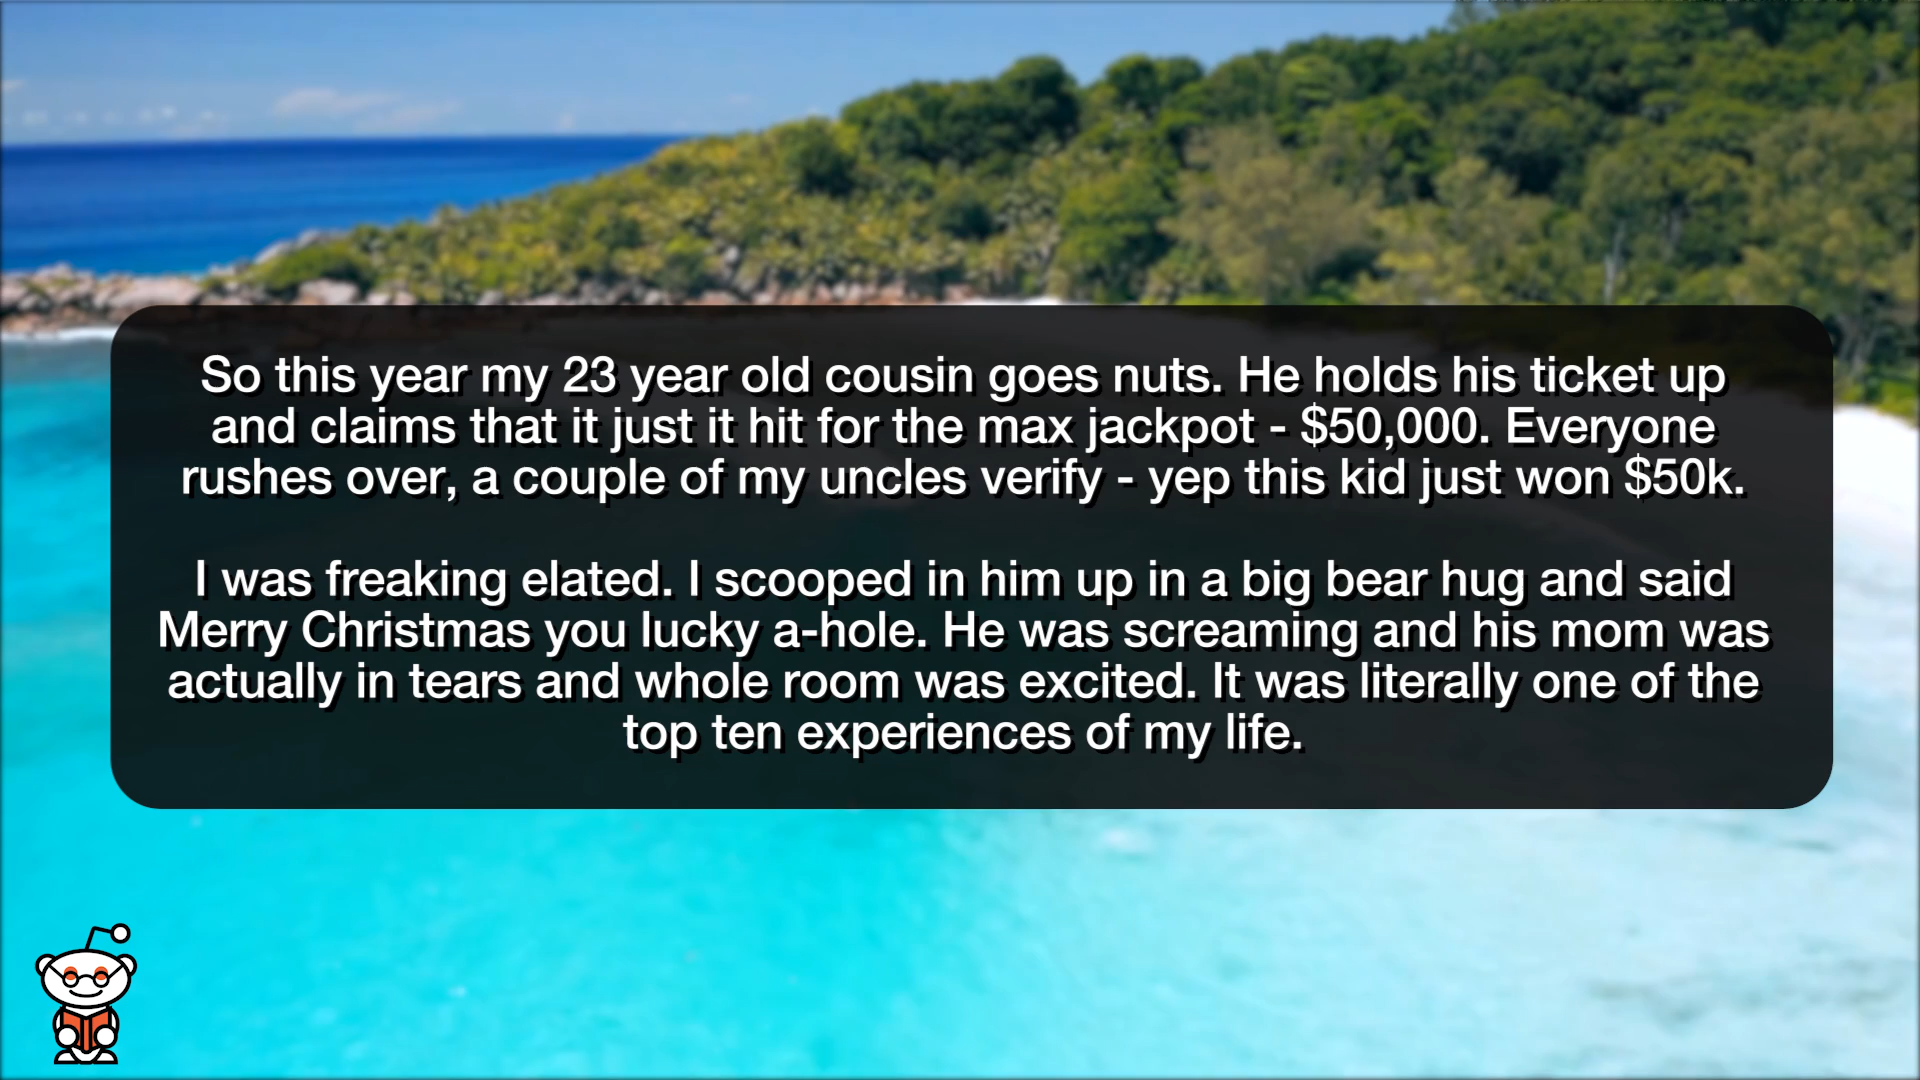 So this year my 23 year old cousin goes nuts. He holds his ticket up
and claims that it just it hit for the max jackpot - $50,000. Everyone
rushes over, a couple of my uncles verify - yep this kid just won $50k.
I was freaking elated. I scooped in him up in a big bear hug and said
Merry Christmas you lucky a-hole. He was screaming and his mom was
actually in tears and whole room was excited. It was literally one of the
top ten experiences of my life.